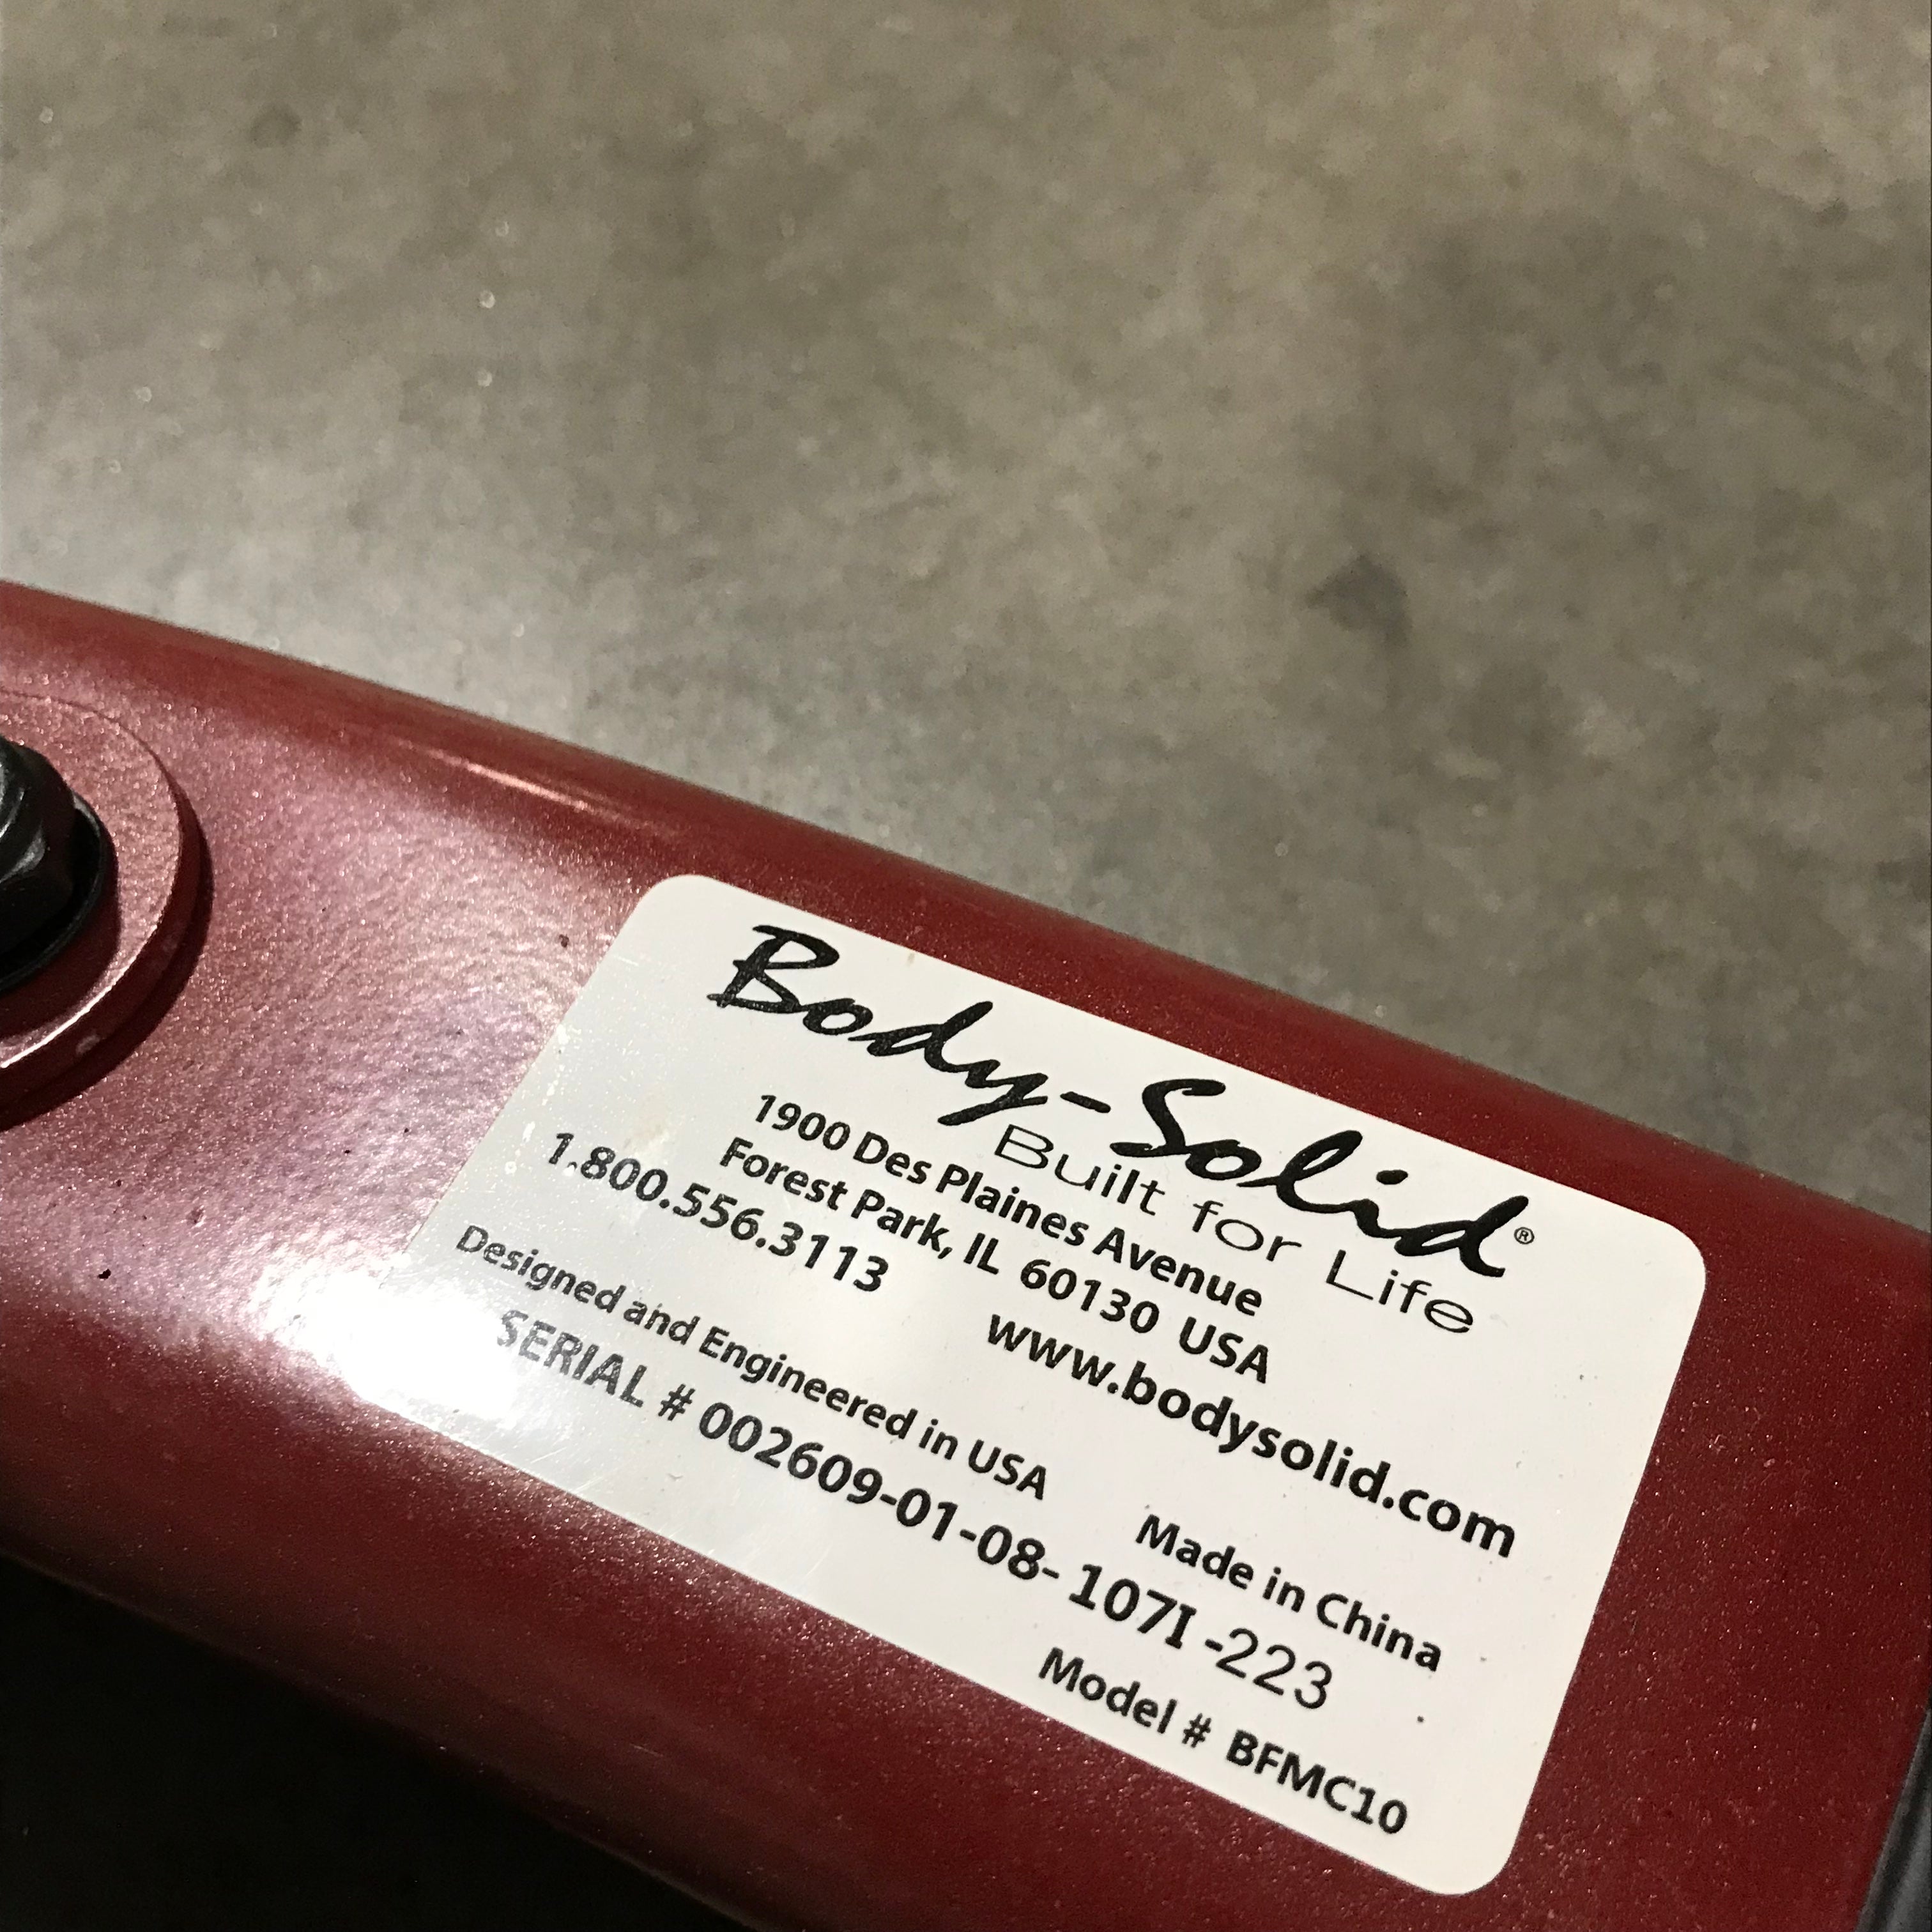 Body-Solid®
Built for Life
1900 Des Plaines Avenue
Forest Park, IL 60130 USA
1.800.556.3113 www.bodysolid.com
Designed and Engineered in USA Made in China
SERIAL # 002609-01-08-107I-223
Model # BFMC10